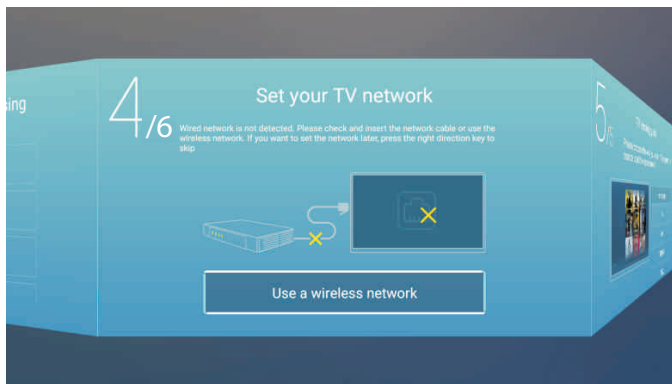 sing
4/6
Set your TV network
Wired network is not detected. Please check and insert the network cable or use the
wireless network. If you want to set the network later, press the right direction key to
skip
Use a wireless network
5